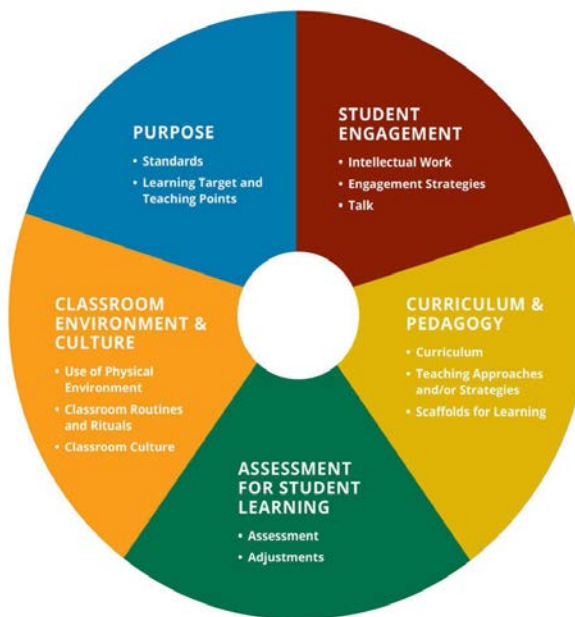 PURPOSE
• Standards
• Learning Target and
Teaching Points
STUDENT
ENGAGEMENT
• Intellectual Work
• Engagement Strategies
• Talk
CURRICULUM &
PEDAGOGY
• Curriculum
• Teaching Approaches
and/or Strategies
• Scaffolds for Learning
ASSESSMENT
FOR STUDENT
LEARNING
• Assessment
• Adjustments
CLASSROOM
ENVIRONMENT &
CULTURE
• Use of Physical
Environment
• Classroom Routines
and Rituals
• Classroom Culture